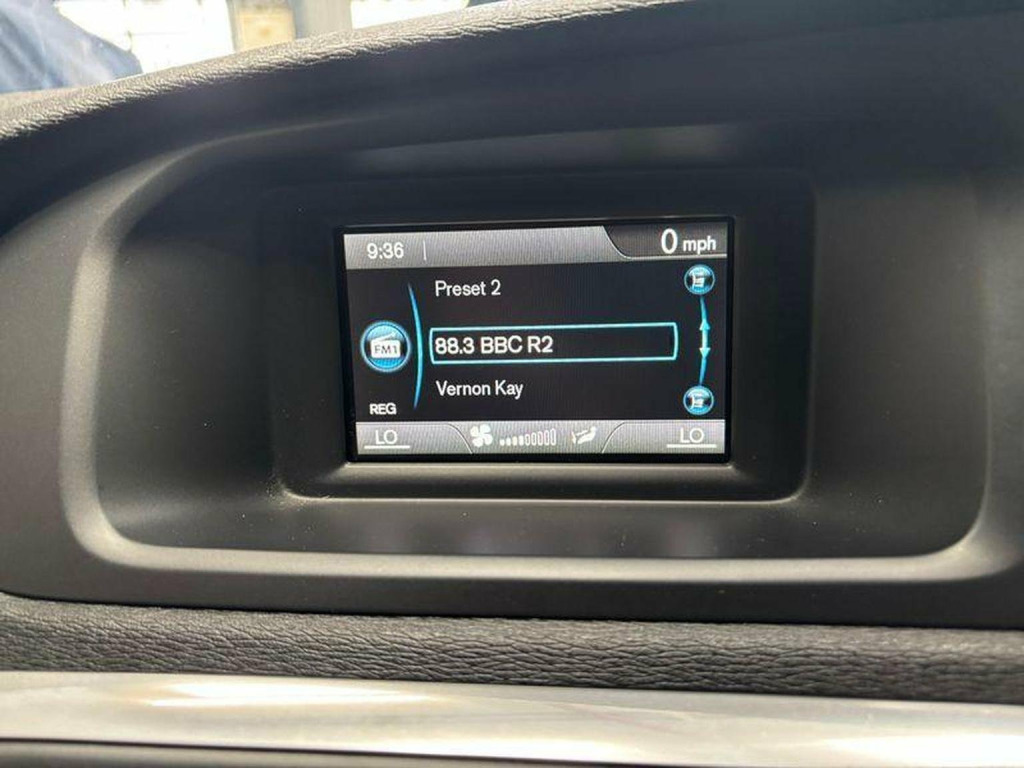 9:36
0 mph
Preset 2
FM1
88.3 BBC R2
Vernon Kay
REG
LO
LO